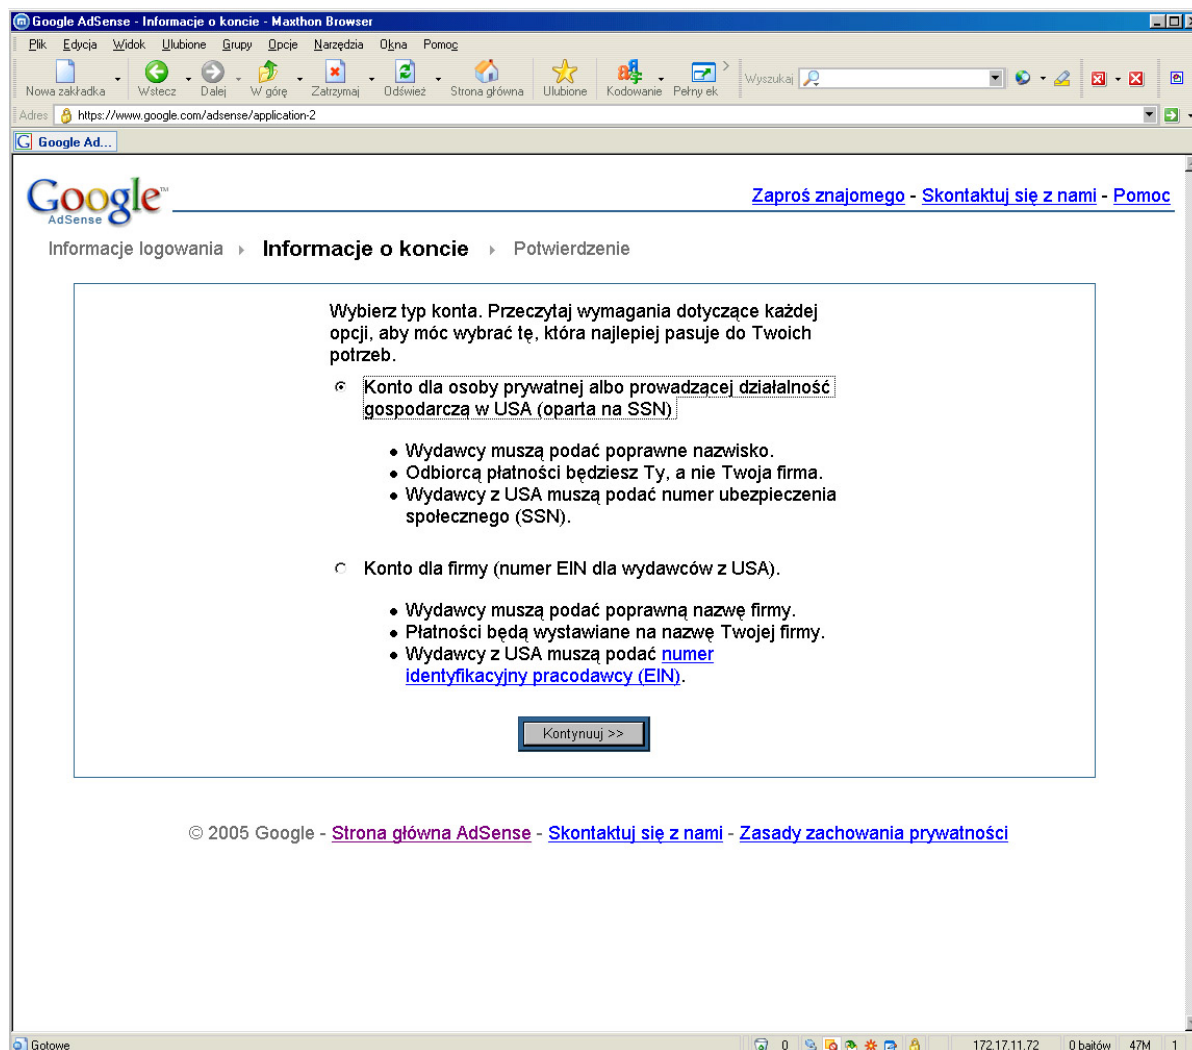 Google AdSense - Informacje o koncie - Maxthon Browser
Plik Edycja Widok Ulubione Grupy Opcje Narzędzia Okna Pomoc
Nowa zakładka Wstecz Dalej W górę Zatrzymaj Odśwież Strona główna Ulubione Kodowanie Pełny ek Wyszukaj
Adres https://www.google.com/adsense/application-2
Google Ad...
Google™
AdSense
Zaproś znajomego - Skontaktuj się z nami - Pomoc
Informacje logowania Informacje o koncie Potwierdzenie
Wybierz typ konta. Przeczytaj wymagania dotyczące każdej
opcji, aby móc wybrać tę, która najlepiej pasuje do Twoich
potrzeb.
Konto dla osoby prywatnej albo prowadzącej działalność
gospodarczą w USA (oparta na SSN)
• Wydawcy muszą podać poprawne nazwisko.
• Odbiorcą płatności będziesz Ty, a nie Twoja firma.
• Wydawcy z USA muszą podać numer ubezpieczenia
społecznego (SSN).
Konto dla firmy (numer EIN dla wydawców z USA).
• Wydawcy muszą podać poprawną nazwę firmy.
• Płatności będą wystawiane na nazwę Twojej firmy.
• Wydawcy z USA muszą podać numer
identyfikacyjny pracodawcy (EIN).
Kontynuuj >>
© 2005 Google - Strona główna AdSense - Skontaktuj się z nami - Zasady zachowania prywatności
Gotowe 0 172.17.11.72 0 bajtów 47M 1